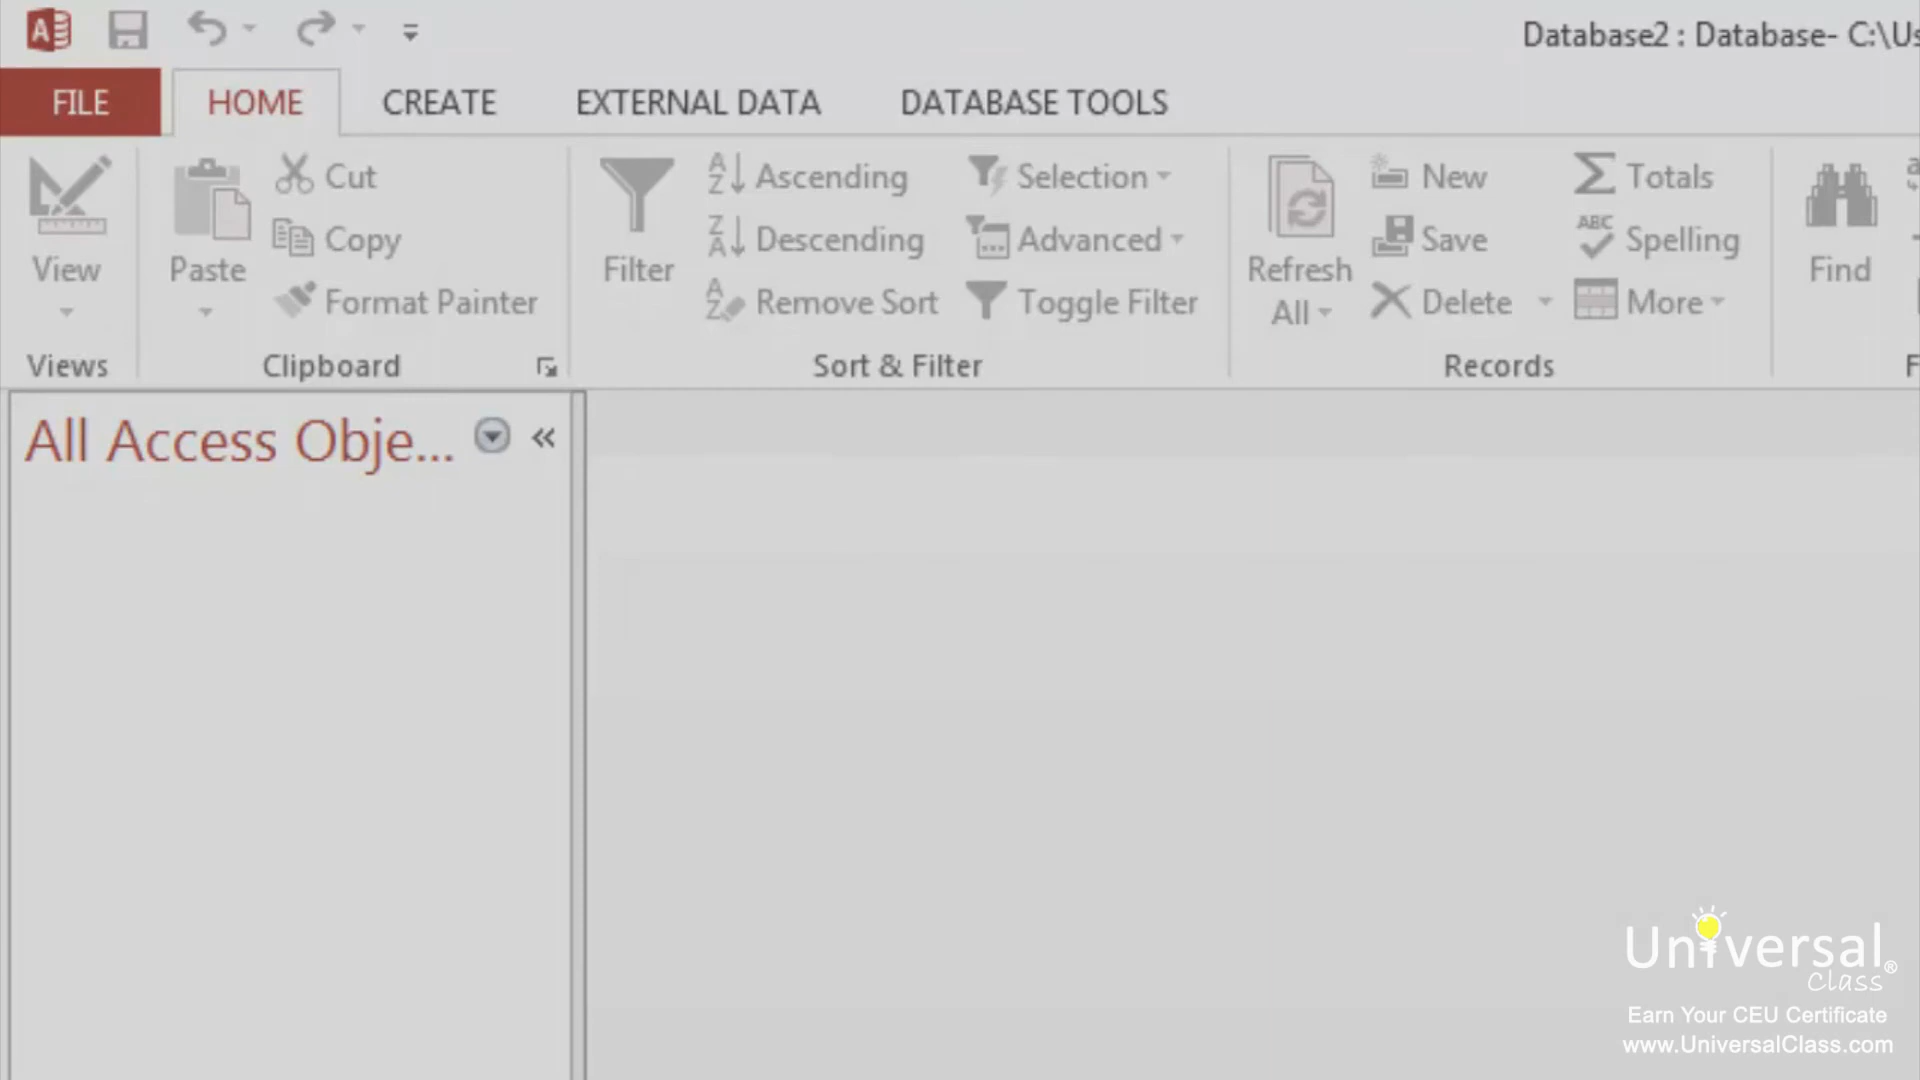 Database2 : Database- C:\Us
FILE HOME CREATE EXTERNAL DATA DATABASE TOOLS
View
Views
Paste
Cut
Copy
Format Painter
Clipboard
Filter
Ascending
Descending
Remove Sort
Selection
Advanced
Toggle Filter
Sort & Filter
Refresh
All
New
Save
Delete
Totals
Spelling
More
Records
Find
All Access Obje...
Universal
Class®
Earn Your CEU Certificate
www.UniversalClass.com